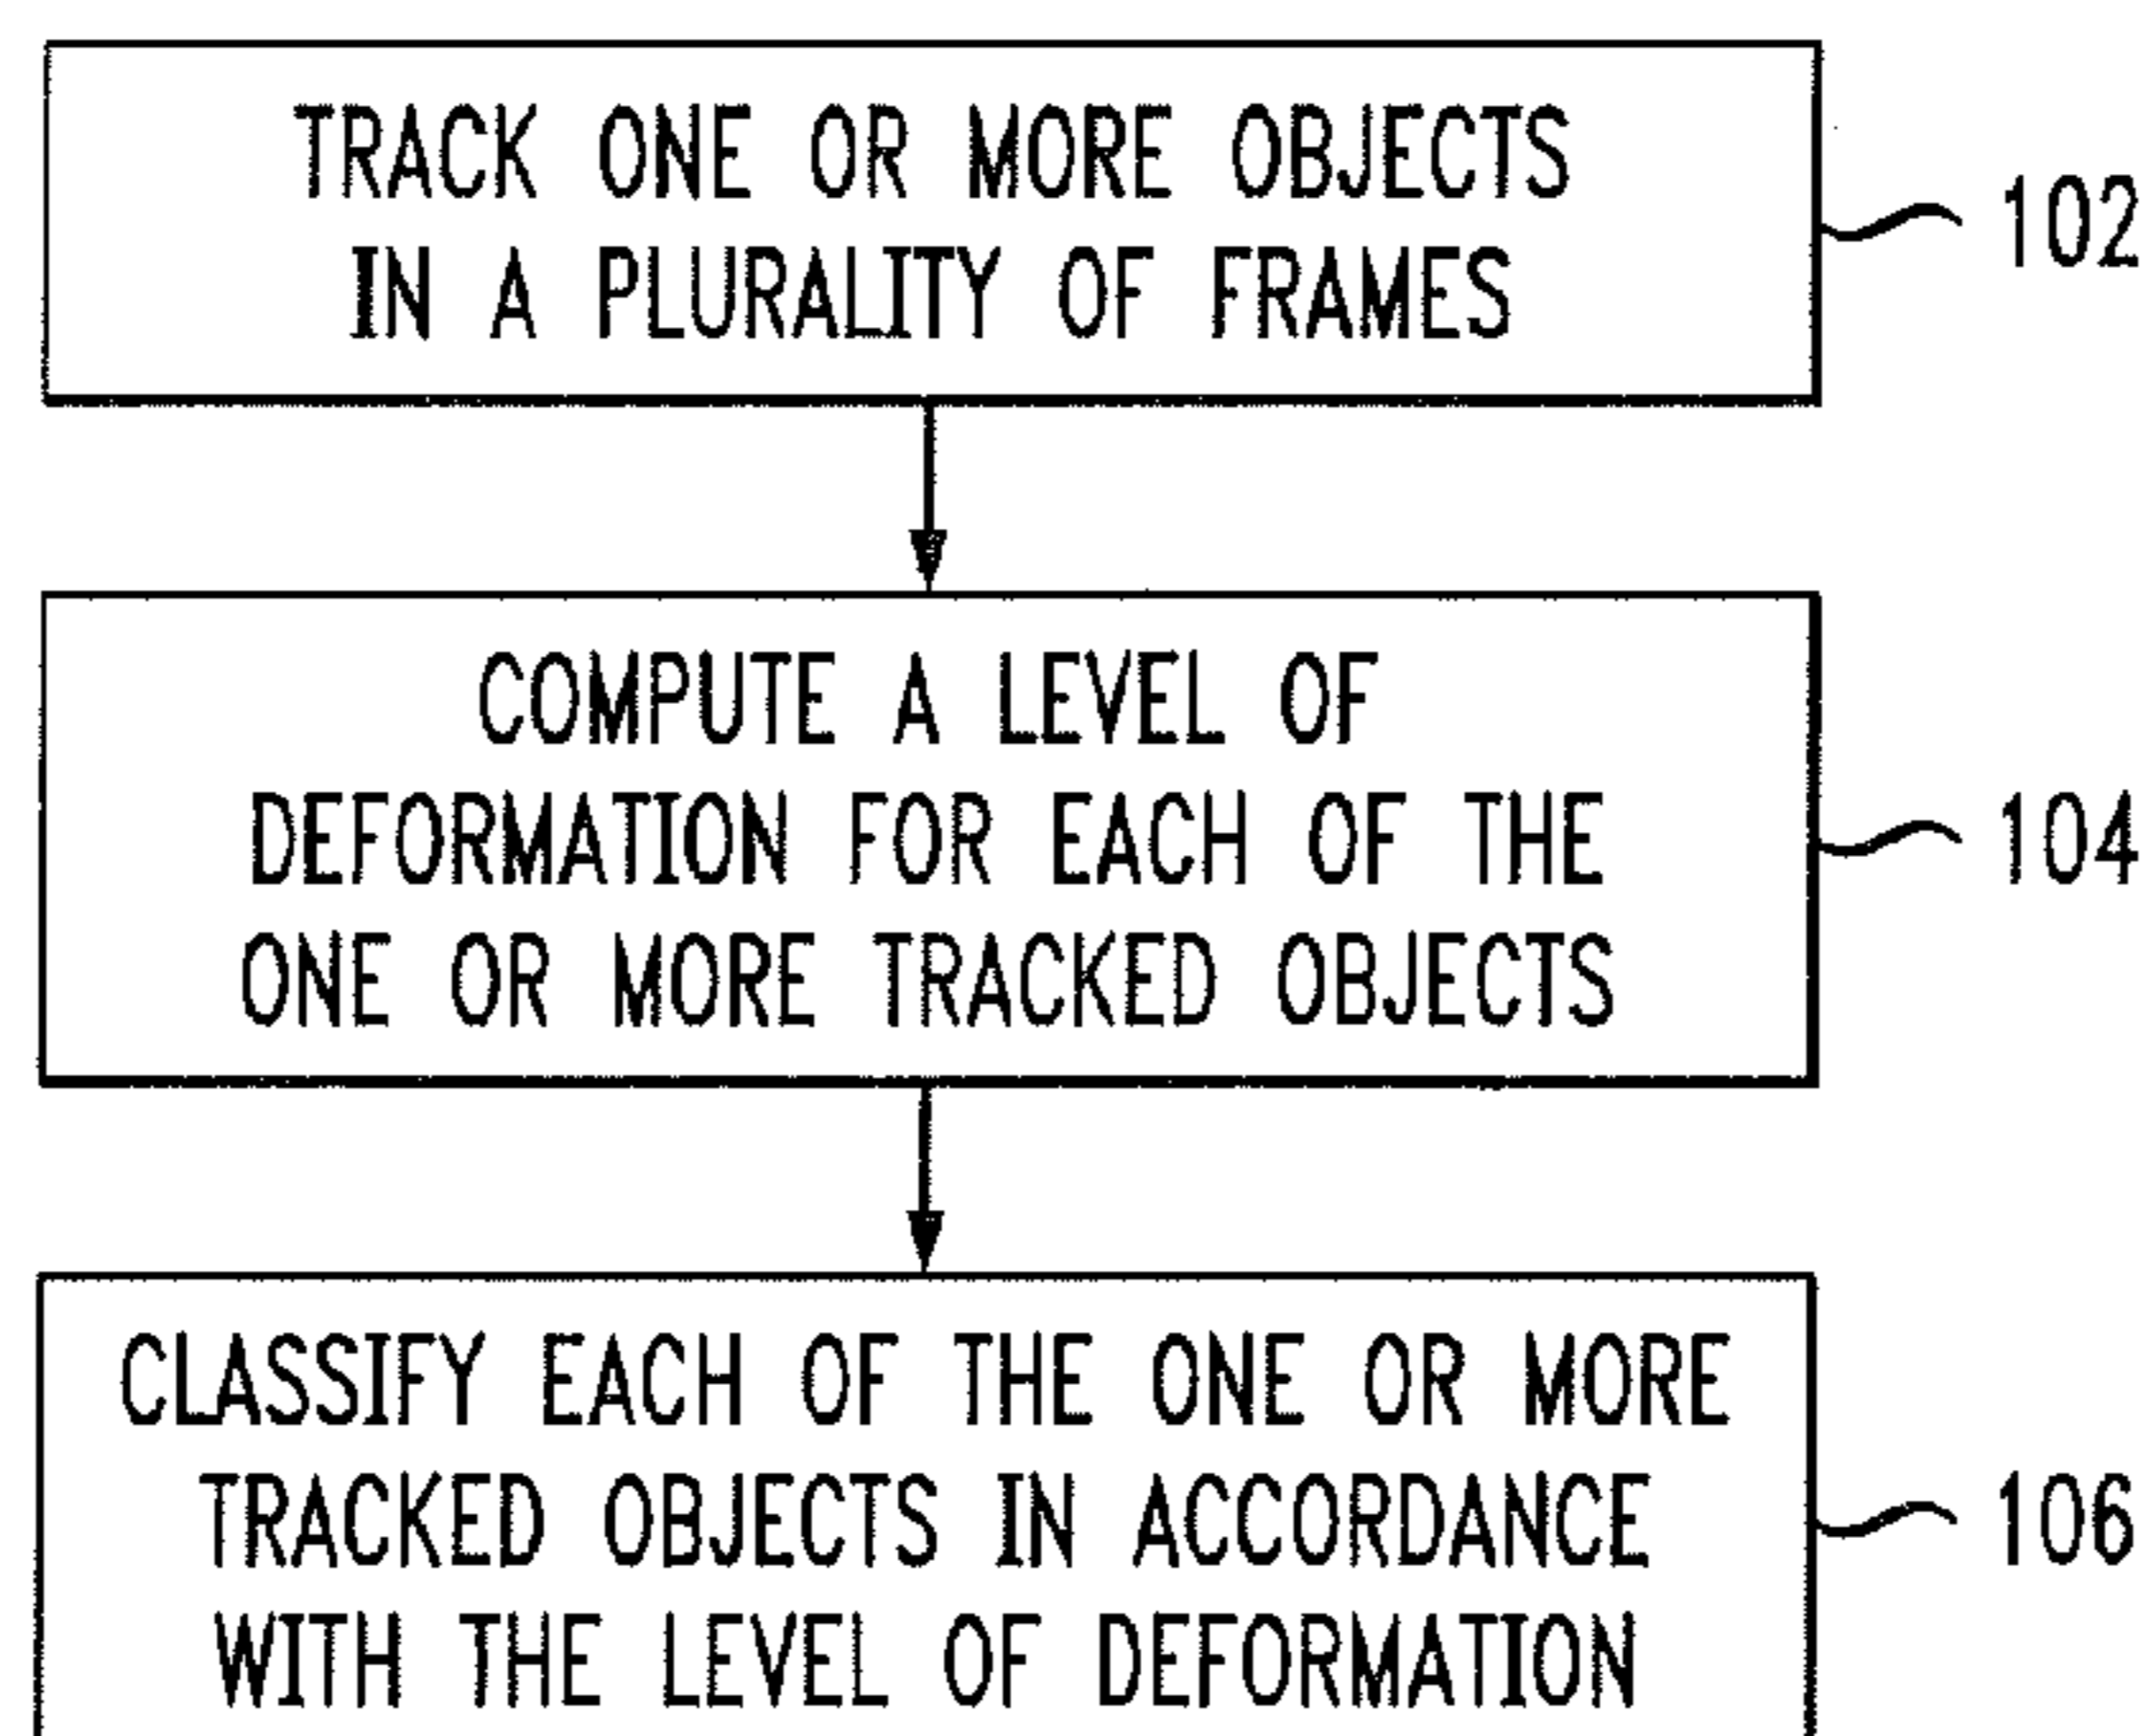 TRACK ONE OR MORE OBJECTS
IN A PLURALITY OF FRAMES
102
COMPUTE A LEVEL OF
DEFORMATION FOR EACH OF THE
ONE OR MORE TRACKED OBJECTS
104
CLASSIFY EACH OF THE ONE OR MORE
TRACKED OBJECTS IN ACCORDANCE
WITH THE LEVEL OF DEFORMATION
106